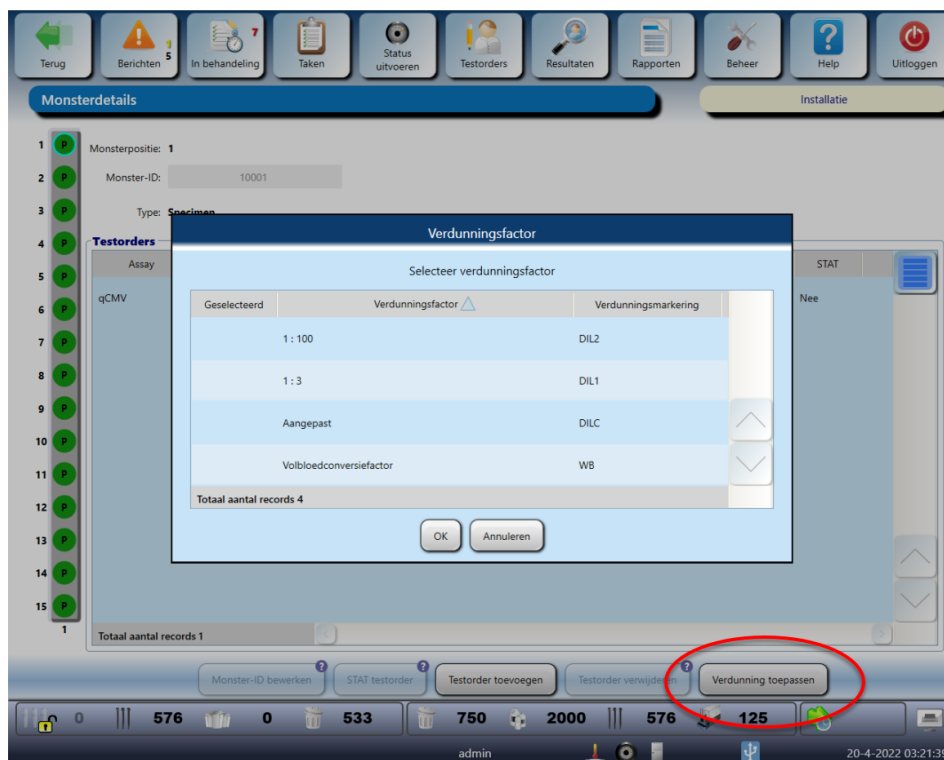 Terug
Berichten
1
5
In behandeling
7
Taken
Status
uitvoeren
Testorders
Resultaten
Rapporten
Beheer
?
Help
Uitloggen
Monsterdetails
Installatie
1 P
2 P
3 P
4 P
5 P
6 P
7 P
8 P
9 P
10 P
11 P
12 P
13 P
14 P
15 P
1
Monsterpositie: 1
Monster-ID: 10001
Type: Specimen
Testorders
Assay
STAT
qCMV
Nee
Verdunningsfactor
Selecteer verdunningsfactor
Geselecteerd Verdunningsfactor Verdunningsmarkering
1 : 100 DIL2
1 : 3 DIL1
Aangepast DILC
Volbloedconversiefactor WB
Totaal aantal records 4
OK Annuleren
Totaal aantal records 1
Monster-ID bewerken ? STAT testorder ? Testorder toevoegen Testorder verwijderen ? Verdunning toepassen
0 576 0 533 750 2000 576 125
admin 20-4-2022 03:21:39